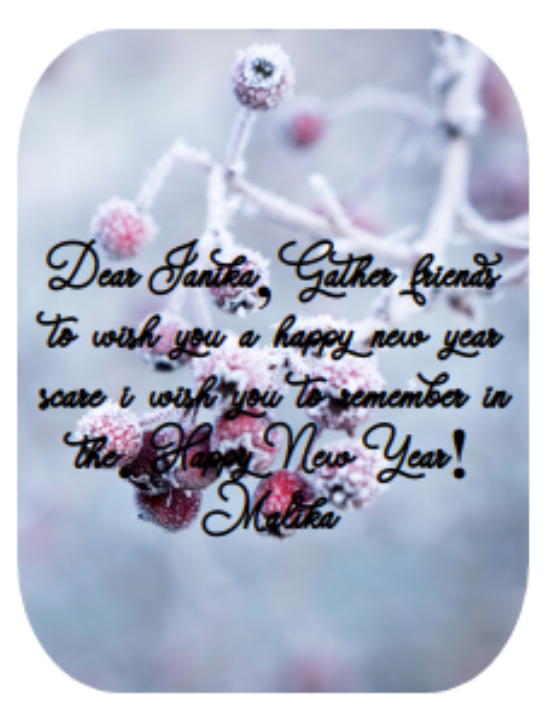 Dear Janika, Gather friends
to wish you a happy new year
scare i wish you to remember in
the. Happy New Year!
Malika